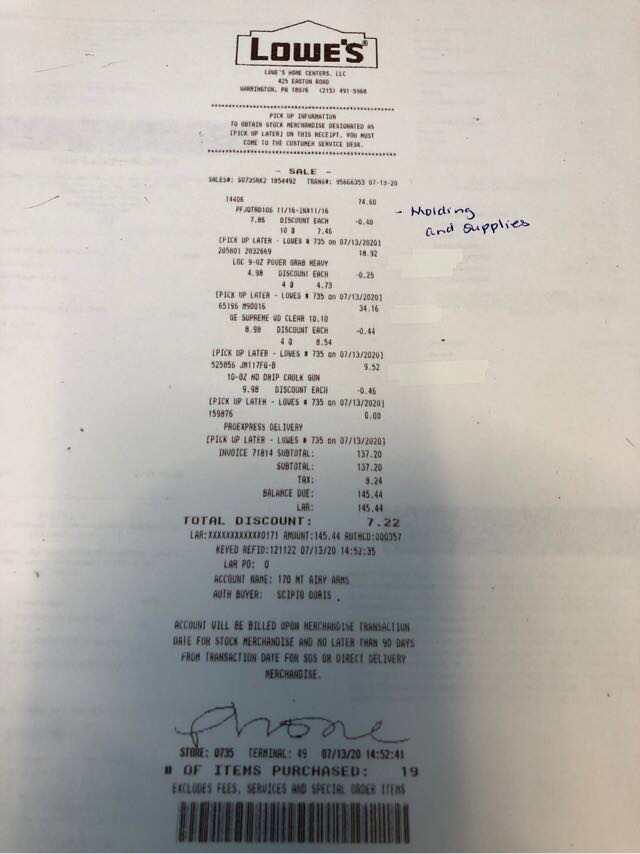 LOWE'S
LOWE'S HOME CENTERS, LLC
425 EASTON ROAD
WARRINGTON, PA 18976 (215) 491-5968
PICK UP INFORMATION
TO OBTAIN STOCK MERCHANDISE DESIGNATED AS
[PICK UP LATER] ON THIS RECEIPT, YOU MUST
COME TO THE CUSTOMER SERVICE DESK.
- SALE -
SALES#: S0735NX2 1854492 TRANS#: 95666353 07-13-20
14406 74.60
PFJQTRD106 11/16-INX11/16
7.86 DISCOUNT EACH -0.40
10 @ 7.46
- Molding
and supplies
[PICK UP LATER - LOWES # 735 on 07/13/2020]
205801 2032669 18.92
LOC 9-OZ POWER GRAB HEAVY
4.98 DISCOUNT EACH -0.25
4 @ 4.73
[PICK UP LATER - LOWES # 735 on 07/13/2020]
65196 M90016 34.16
GE SUPREME WD CLEAR 10.10
8.98 DISCOUNT EACH -0.44
4 @ 8.54
[PICK UP LATER - LOWES # 735 on 07/13/2020]
525856 JM117FG-B 9.52
10-OZ NO DRIP CAULK GUN
9.98 DISCOUNT EACH -0.46
[PICK UP LATER - LOWES # 735 on 07/13/2020]
159876 0.00
PROEXPRESS DELIVERY
[PICK UP LATER - LOWES # 735 on 07/13/2020]
INVOICE 71814 SUBTOTAL: 137.20
SUBTOTAL: 137.20
TAX: 8.24
BALANCE DUE: 145.44
LAR: 145.44
TOTAL DISCOUNT: 7.22
LAR:XXXXXXXXXXXX0171 AMOUNT:145.44 AUTHCD:000357
KEYED REFID:121122 07/13/20 14:52:35
LAR PO: 0
ACCOUNT NAME: 170 MT AIRY ARMS
AUTH BUYER: SCIPIO DORIS .
ACCOUNT WILL BE BILLED UPON MERCHANDISE TRANSACTION
DATE FOR STOCK MERCHANDISE AND NO LATER THAN 90 DAYS
FROM TRANSACTION DATE FOR SOS OR DIRECT DELIVERY
MERCHANDISE.
phone
STORE: 0735 TERMINAL: 49 07/13/20 14:52:41
# OF ITEMS PURCHASED: 19
EXCLUDES FEES, SERVICES AND SPECIAL ORDER ITEMS